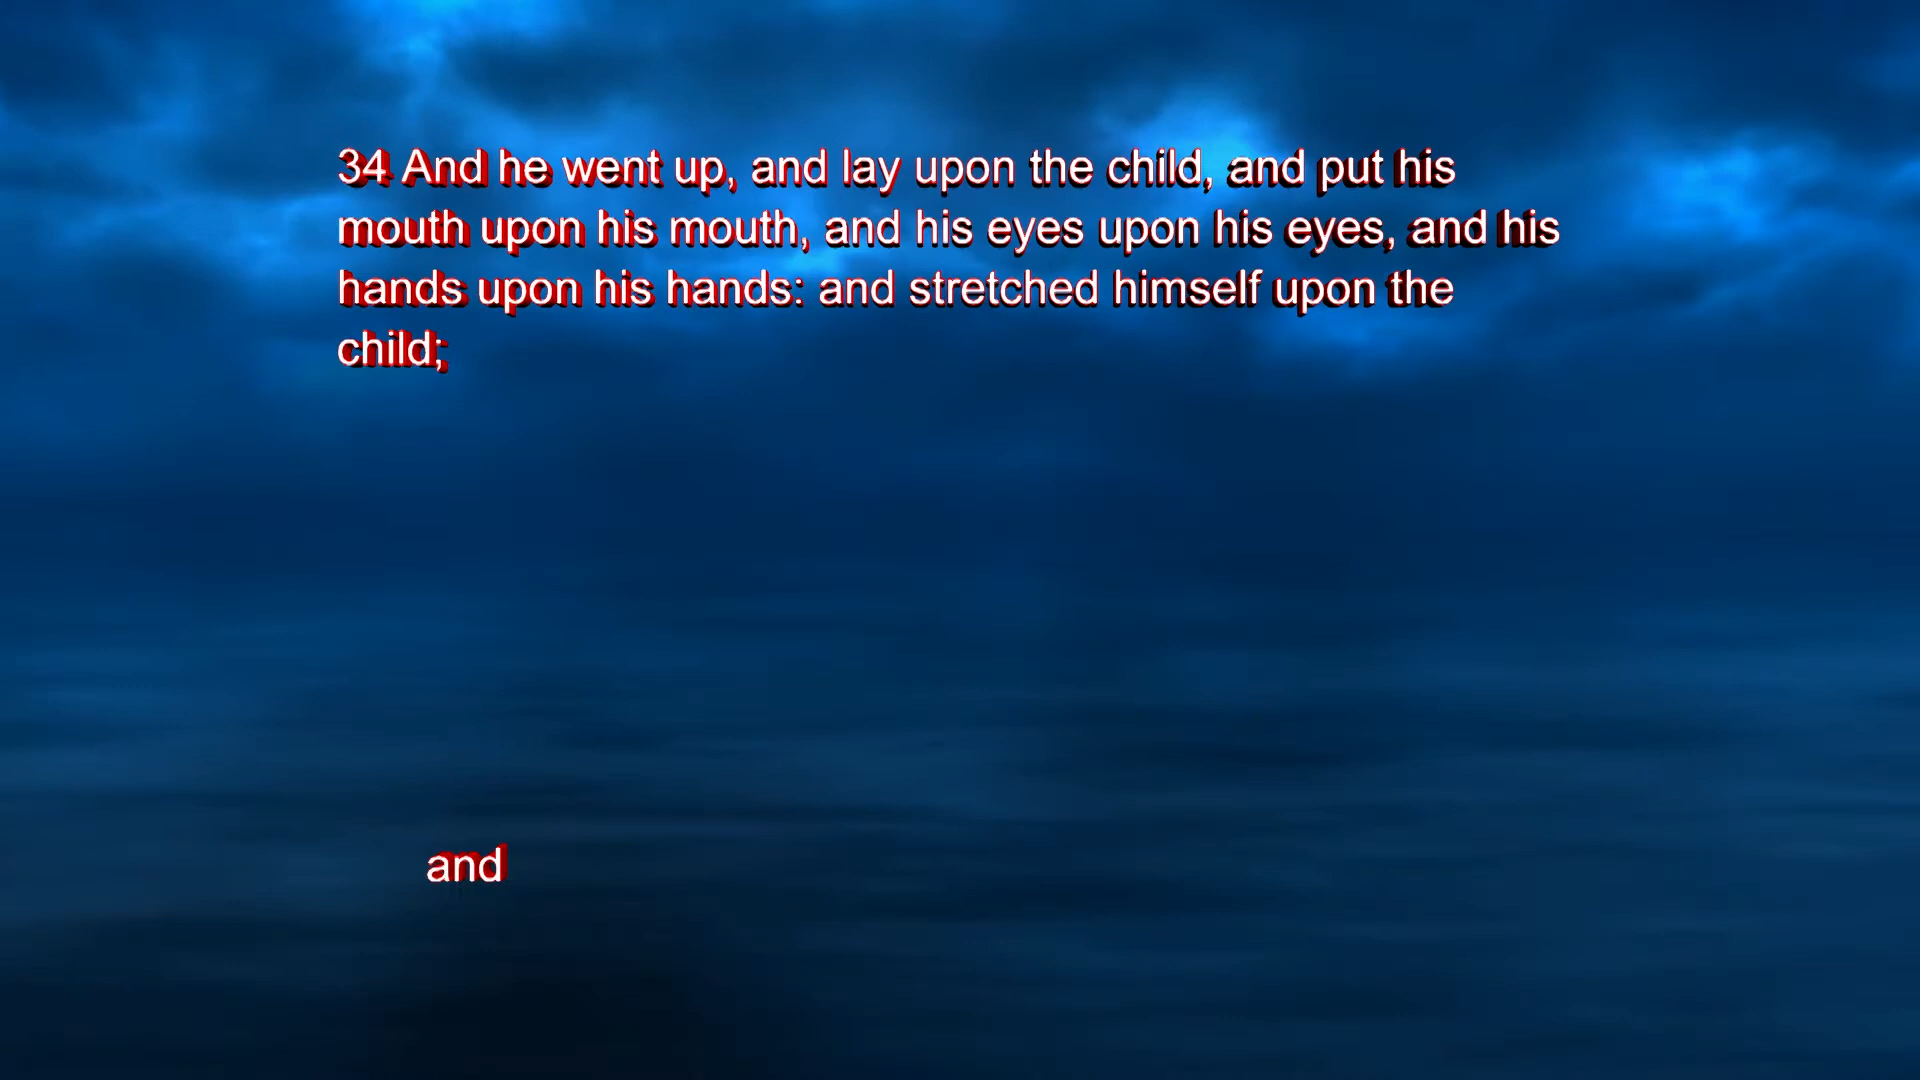 34 And he went up, and lay upon the child, and put his
mouth upon his mouth, and his eyes upon his eyes, and his
hands upon his hands: and stretched himself upon the
child;
and